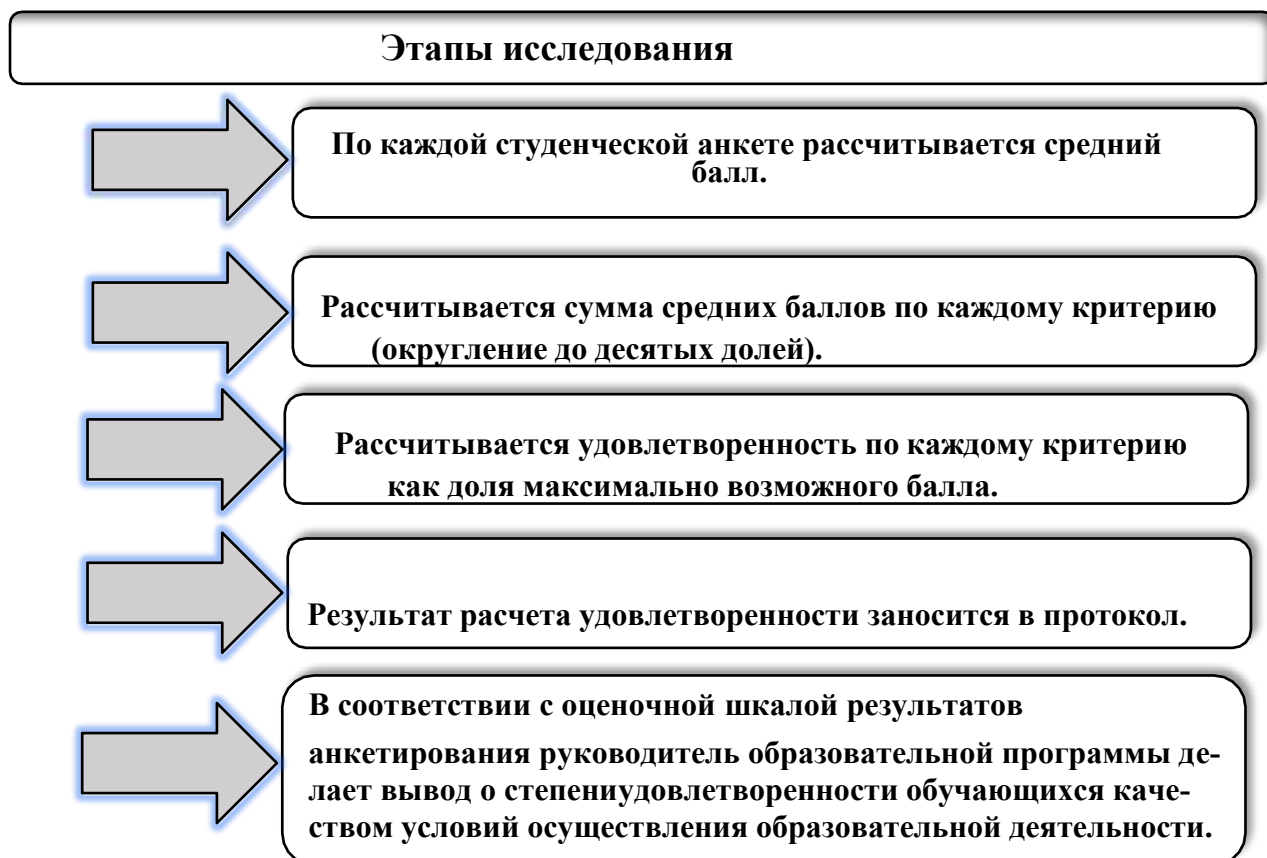 Этапы исследования
По каждой студенческой анкете рассчитывается средний
балл.
Рассчитывается сумма средних баллов по каждому критерию
(округление до десятых долей).
Рассчитывается удовлетворенность по каждому критерию
как доля максимально возможного балла.
Результат расчета удовлетворенности заносится в протокол.
В соответствии с оценочной шкалой результатов
анкетирования руководитель образовательной программы де-
лает вывод о степениудовлетворенности обучающихся каче-
ством условий осуществления образовательной деятельности.